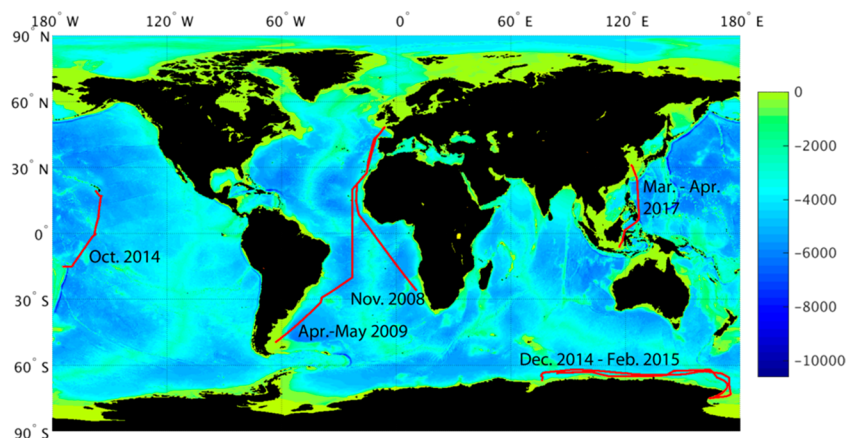 180° W 120° W 60° W 0° 60° E 120° E 180° E
90° N
60° N
30° N
0°
30° S
60° S
90° S
Mar. - Apr.
2017
Oct. 2014
Nov. 2008
Apr.-May 2009
Dec. 2014 - Feb. 2015
0
−2000
−4000
−6000
−8000
−10000